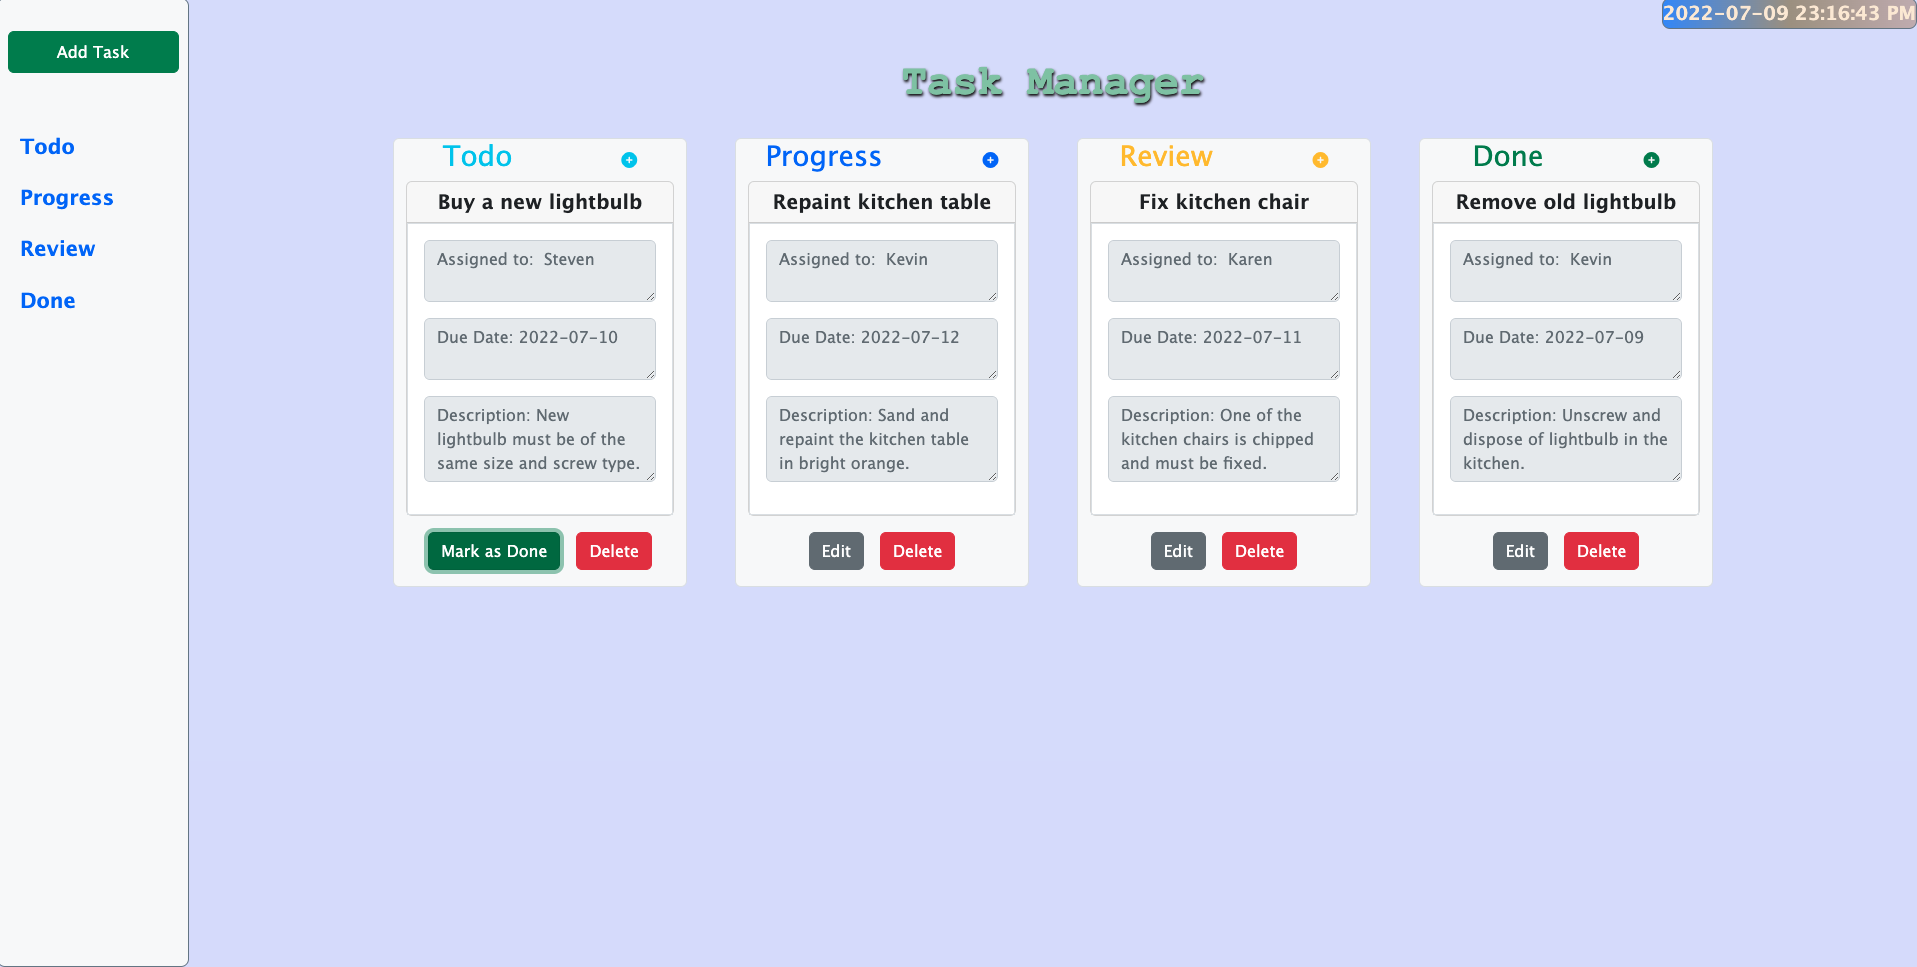 2022-07-09 23:16:43 PM
Add Task
Todo
Progress
Review
Done
Task Manager
Todo
Buy a new lightbulb
Assigned to:  Steven
Due Date: 2022-07-10
Description: New
lightbulb must be of the
same size and screw type.
Mark as Done
Delete
Progress
Repaint kitchen table
Assigned to:  Kevin
Due Date: 2022-07-12
Description: Sand and
repaint the kitchen table
in bright orange.
Edit
Delete
Review
Fix kitchen chair
Assigned to:  Karen
Due Date: 2022-07-11
Description: One of the
kitchen chairs is chipped
and must be fixed.
Edit
Delete
Done
Remove old lightbulb
Assigned to:  Kevin
Due Date: 2022-07-09
Description: Unscrew and
dispose of lightbulb in the
kitchen.
Edit
Delete